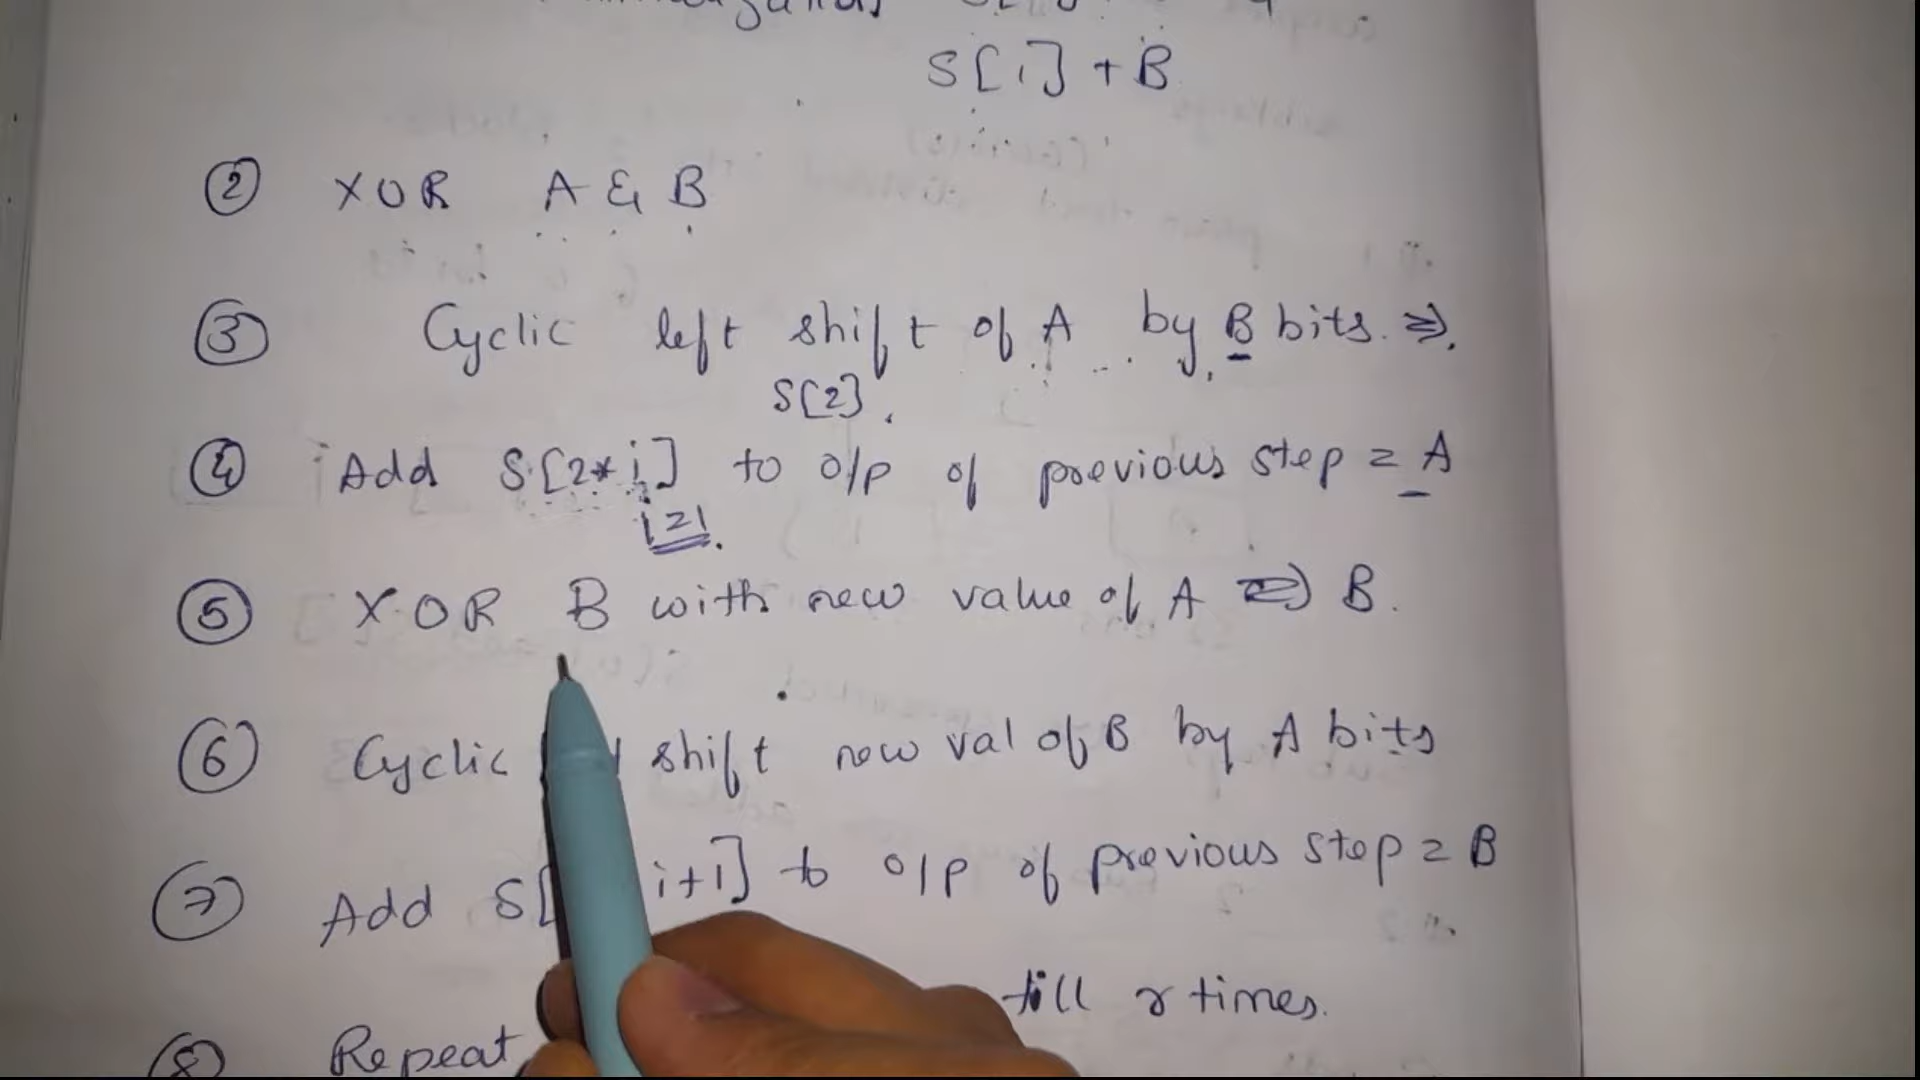 S[1] + B
② XOR A & B
③ Cyclic left shift of A by B bits. ⇒.
S[2].
④ Add S[2*i] to o/p of previous step = A
i=1.
⑤ XOR B with new value of A ⇒ B.
⑥ Cyclic shift new val of B by A bits
⑦ Add S[ i+1] to o/p of previous step = B
⑧ Repeat till r times.